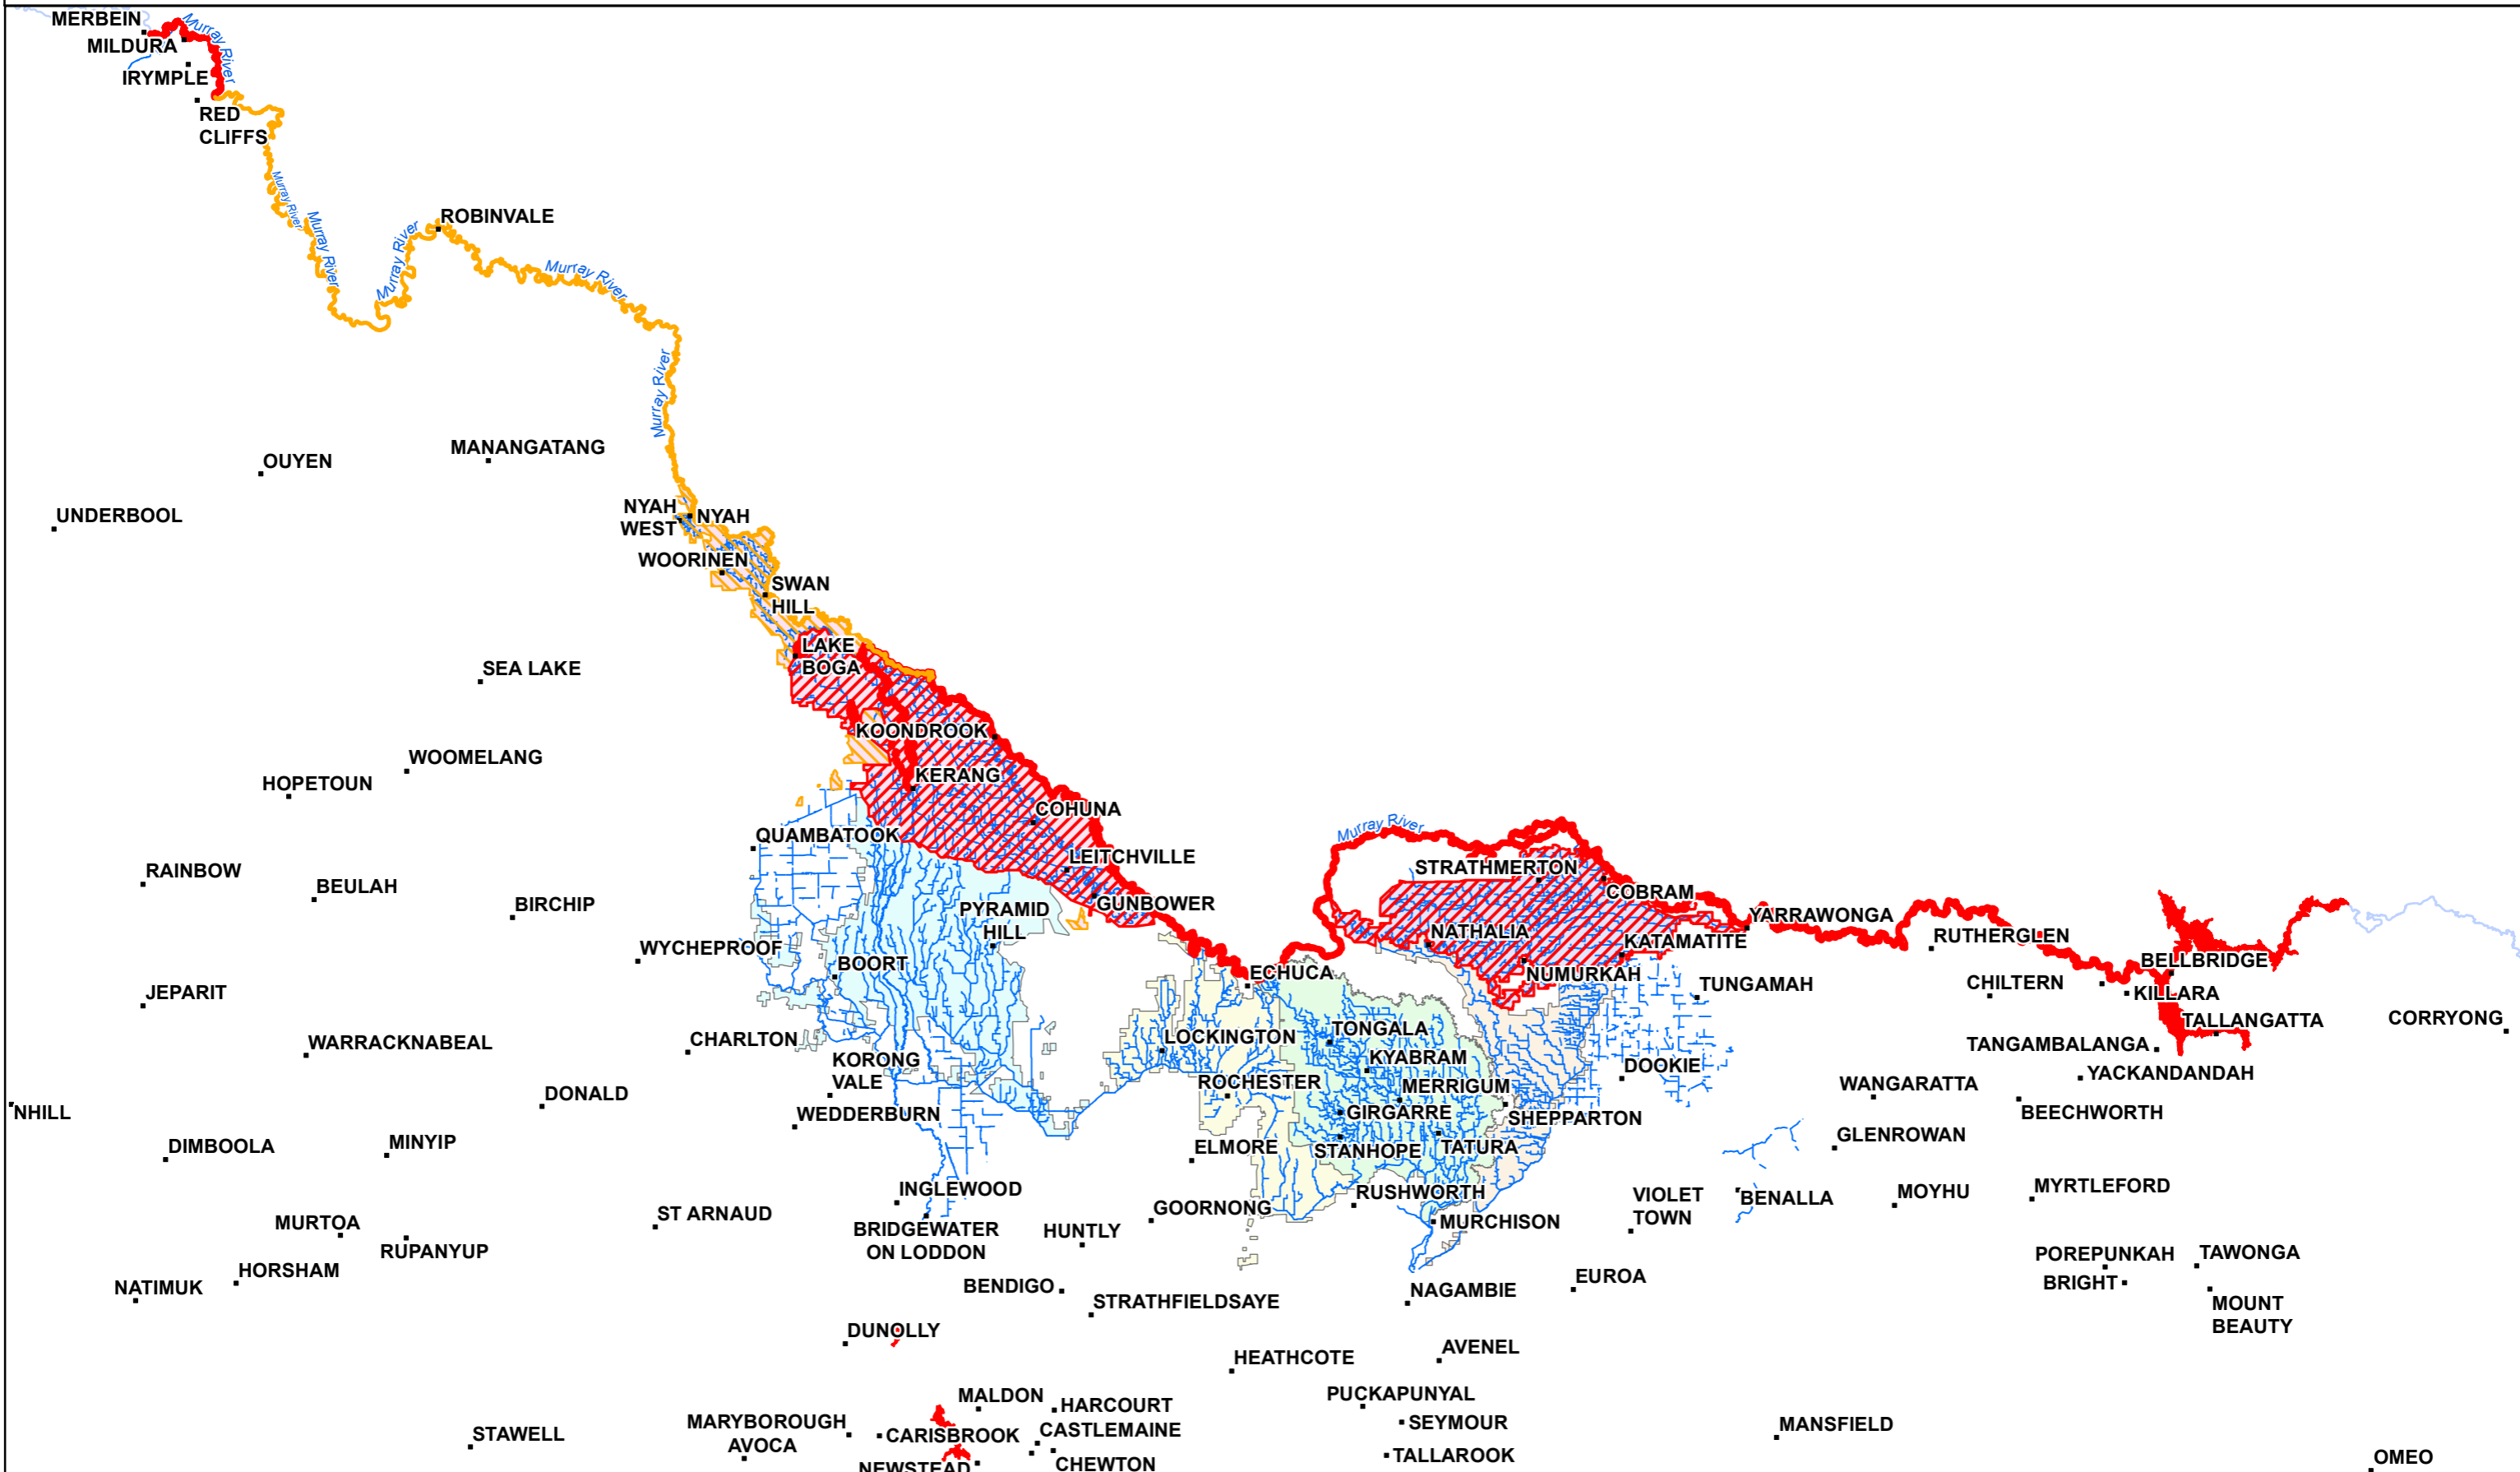 MERBEIN
MILDURA
Murray River
IRYMPLE
RED
CLIFFS
Murray River
Murray River
Murray River
ROBINVALE
Murray River
Murray River
OUYEN
MANANGATANG
UNDERBOOL
NYAH
WEST
NYAH
WOORINEN
SWAN
HILL
LAKE
BOGA
SEA LAKE
KOONDROOK
WOOMELANG
HOPETOUN
KERANG
COHUNA
QUAMBATOOK
Murray River
LEITCHVILLE
STRATHMERTON
RAINBOW
BEULAH
BIRCHIP
COBRAM
GUNBOWER
PYRAMID
HILL
YARRAWONGA
NATHALIA
KATAMATITE
RUTHERGLEN
WYCHEPROOF
BOORT
ECHUCA
NUMURKAH
BELLBRIDGE
TUNGAMAH
CHILTERN
KILLARA
JEPARIT
TALLANGATTA
CORRYONG
WARRACKNABEAL
CHARLTON
LOCKINGTON
TONGALA
KYABRAM
TANGAMBALANGA
KORONG
VALE
DOOKIE
YACKANDANDAH
ROCHESTER
MERRIGUM
WANGARATTA
DONALD
NHILL
WEDDERBURN
GIRGARRE
SHEPPARTON
BEECHWORTH
DIMBOOLA
MINYIP
ELMORE
STANHOPE
TATURA
GLENROWAN
INGLEWOOD
RUSHWORTH
VIOLET
TOWN
BENALLA
MOYHU
MYRTLEFORD
MURTOA
ST ARNAUD
BRIDGEWATER
ON LODDON
HUNTLY
GOORNONG
MURCHISON
RUPANYUP
POREPUNKAH
TAWONGA
HORSHAM
NATIMUK
BENDIGO
STRATHFIELDSAYE
NAGAMBIE
EUROA
BRIGHT
MOUNT
BEAUTY
DUNOLLY
HEATHCOTE
AVENEL
MALDON
HARCOURT
PUCKAPUNYAL
MARYBOROUGH
CARISBROOK
CASTLEMAINE
SEYMOUR
MANSFIELD
STAWELL
AVOCA
NEWSTEAD
CHEWTON
TALLAROOK
OMEO